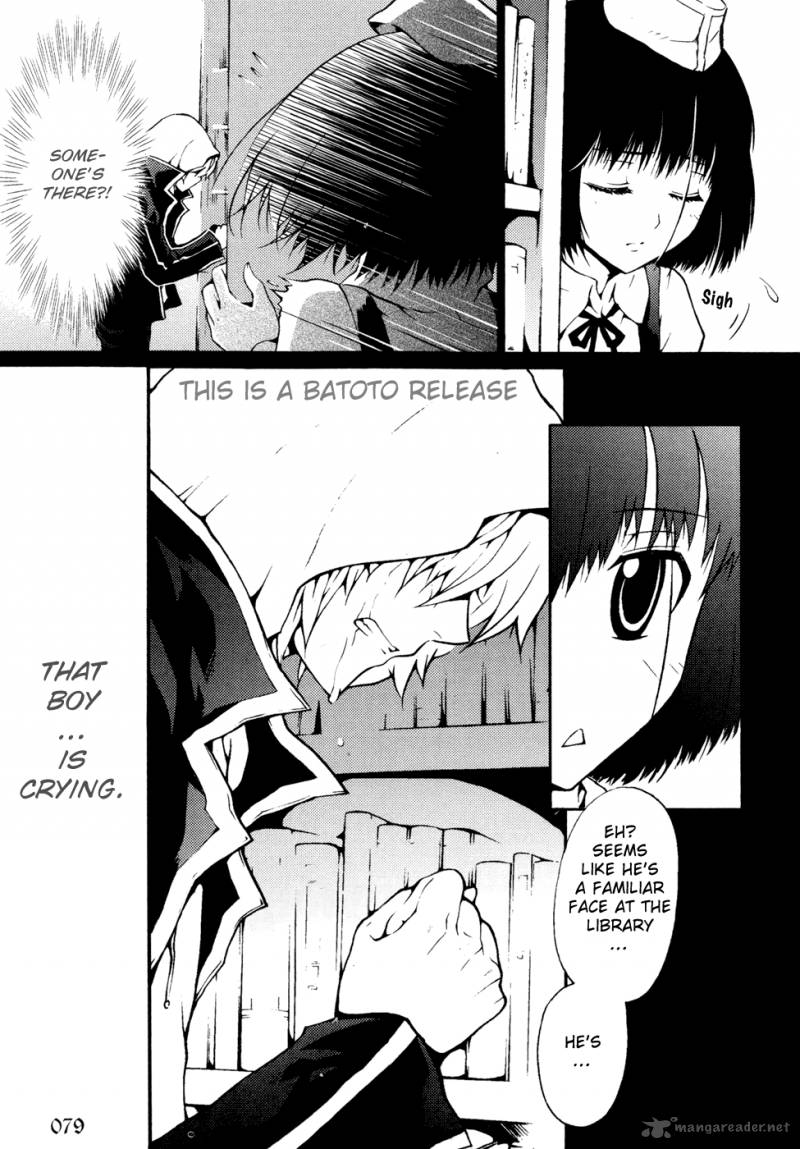 Sigh
SOME-
ONE'S
THERE?!
THIS IS A BATOTO RELEASE
EH?
SEEMS
LIKE HE'S
A FAMILIAR
FACE AT THE
LIBRARY
...
HE'S
...
THAT
BOY
...
IS
CRYING.
079
mangareader.net